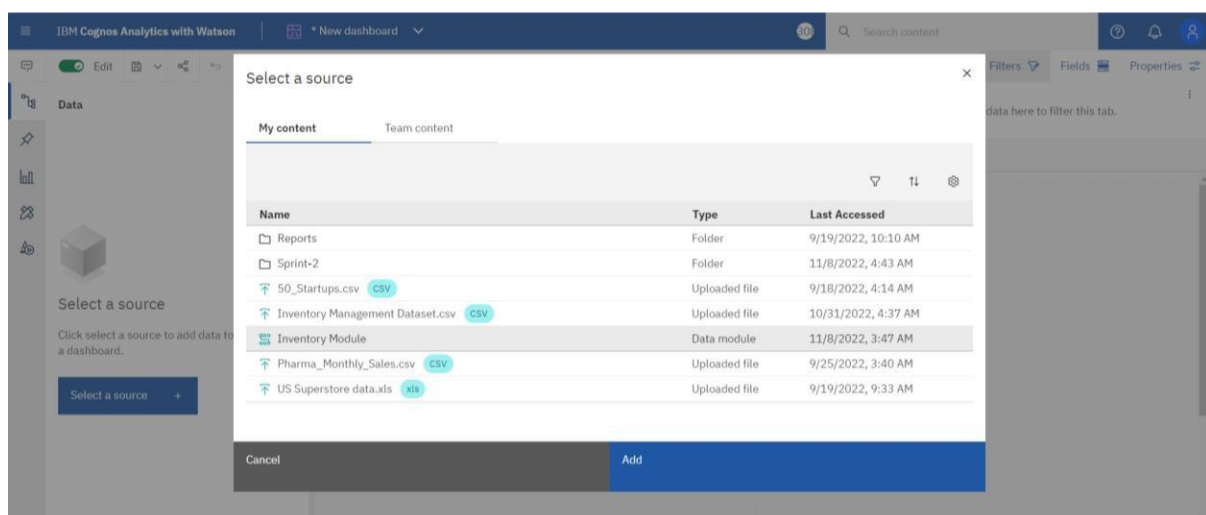 IBM Cognos Analytics with Watson
* New dashboard
Search content
Edit
Filters
Fields
Properties
Data
data here to filter this tab.
Select a source
Click select a source to add data to
a dashboard.
Select a source +
Select a source
My content Team content
Name Type Last Accessed
Reports Folder 9/19/2022, 10:10 AM
Sprint-2 Folder 11/8/2022, 4:43 AM
50_Startups.csv CSV Uploaded file 9/18/2022, 4:14 AM
Inventory Management Dataset.csv CSV Uploaded file 10/31/2022, 4:37 AM
Inventory Module Data module 11/8/2022, 3:47 AM
Pharma_Monthly_Sales.csv CSV Uploaded file 9/25/2022, 3:40 AM
US Superstore data.xls xls Uploaded file 9/19/2022, 9:33 AM
Cancel Add